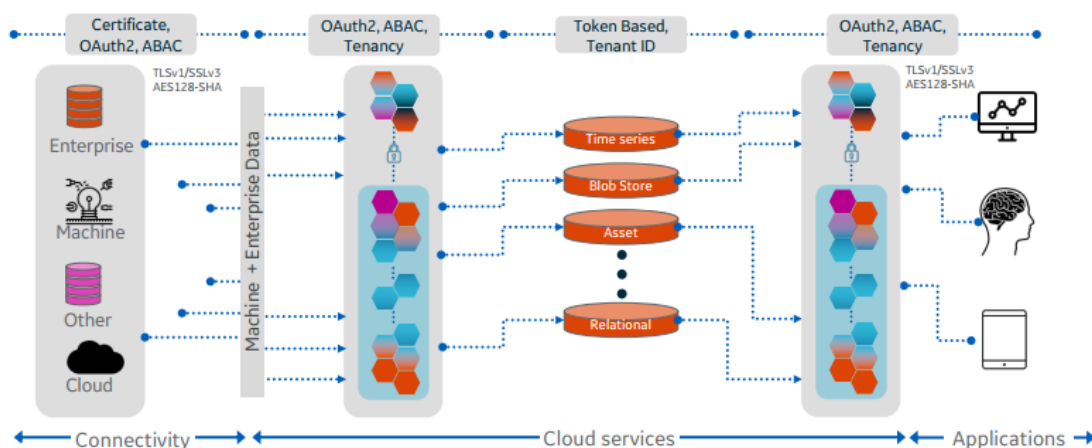 Certificate,
OAuth2, ABAC
OAuth2, ABAC,
Tenancy
Token Based,
Tenant ID
OAuth2, ABAC,
Tenancy
TLSv1/SSLv3
AES128-SHA
TLSv1/SSLv3
AES128-SHA
Enterprise
Machine
Other
Cloud
Machine + Enterprise Data
Time series
Blob Store
Asset
Relational
Connectivity
Cloud services
Applications